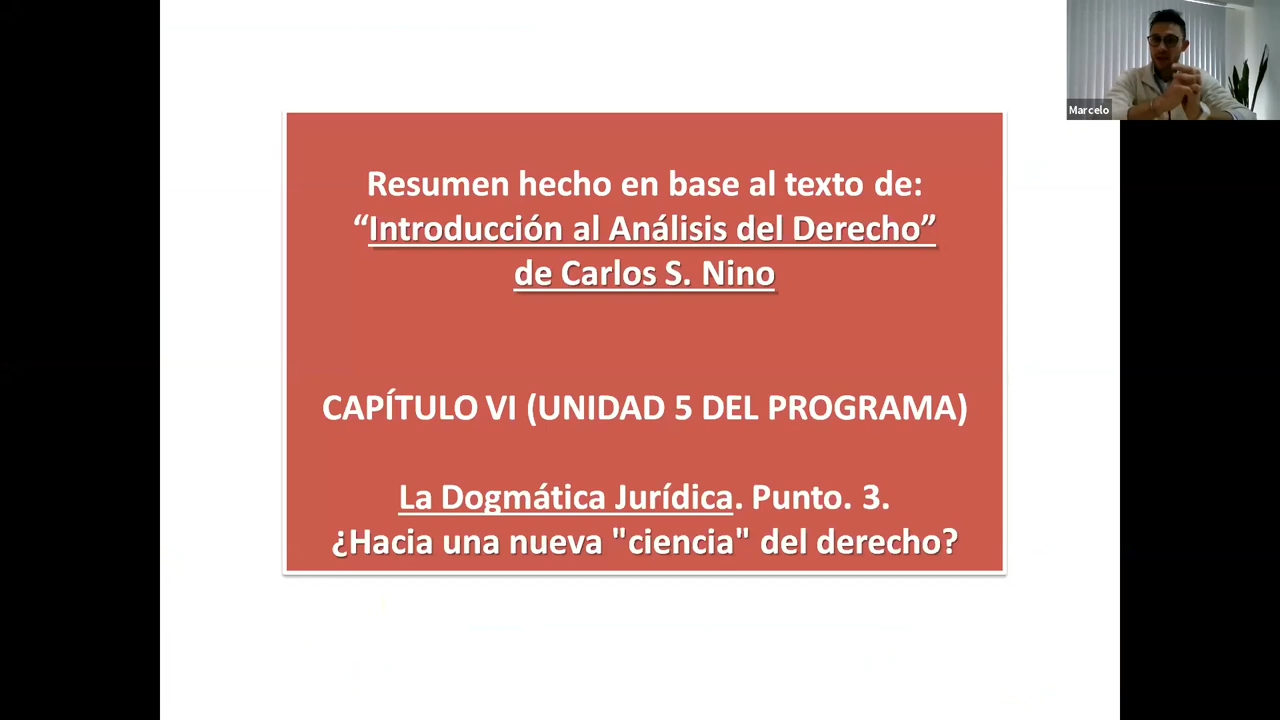 Marcelo
Resumen hecho en base al texto de:
“Introducción al Análisis del Derecho”
de Carlos S. Nino
CAPÍTULO VI (UNIDAD 5 DEL PROGRAMA)
La Dogmática Jurídica. Punto. 3.
¿Hacia una nueva "ciencia" del derecho?